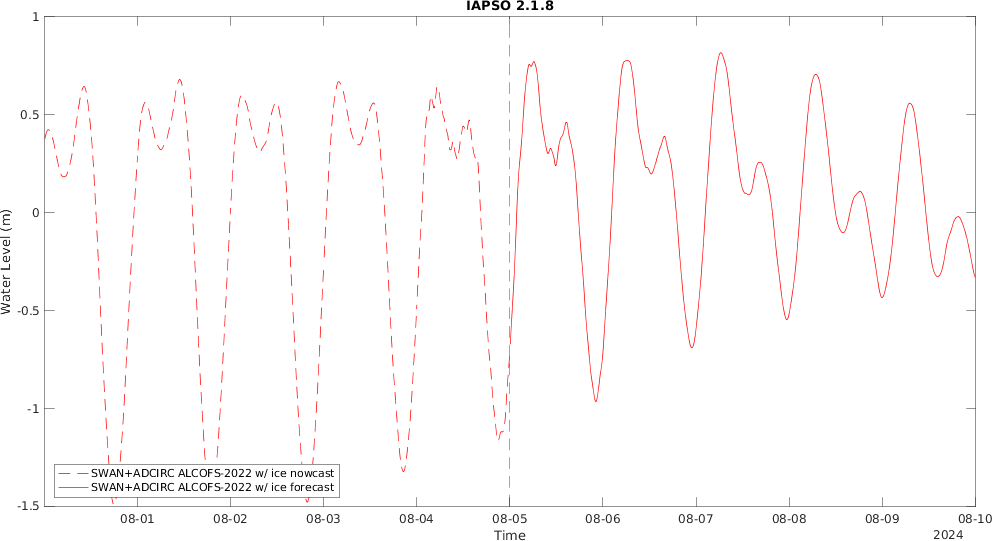 IAPSO 2.1.8
1
0.5
0
-0.5
-1
-1.5
Water Level (m)
SWAN+ADCIRC ALCOFS-2022 w/ ice nowcast
SWAN+ADCIRC ALCOFS-2022 w/ ice forecast
08-01 08-02 08-03 08-04 08-05 08-06 08-07 08-08 08-09 08-10
Time
2024